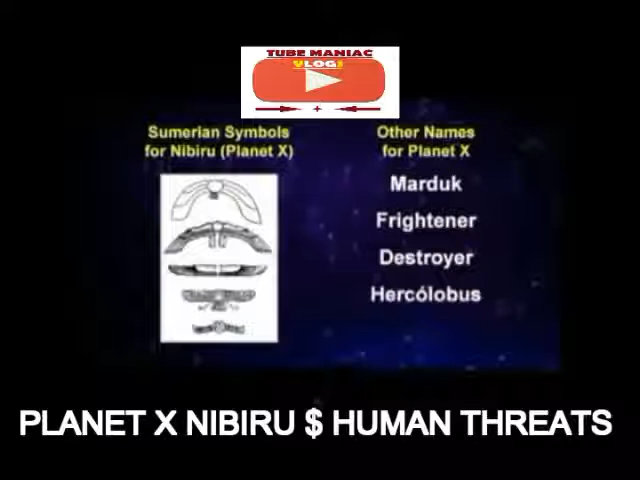 TUBE MANIAC
VLOGS
Sumerian Symbols
for Nibiru (Planet X)
Other Names
for Planet X
Marduk
Frightener
Destroyer
Hercólobus
PLANET X NIBIRU $ HUMAN THREATS